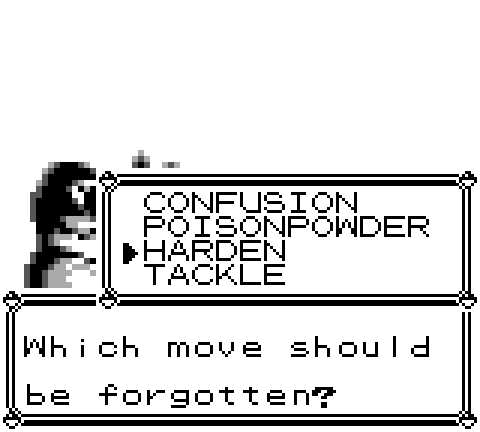 CONFUSION
POISONPOWDER
▶HARDEN
TACKLE
Which move should
be forgotten?